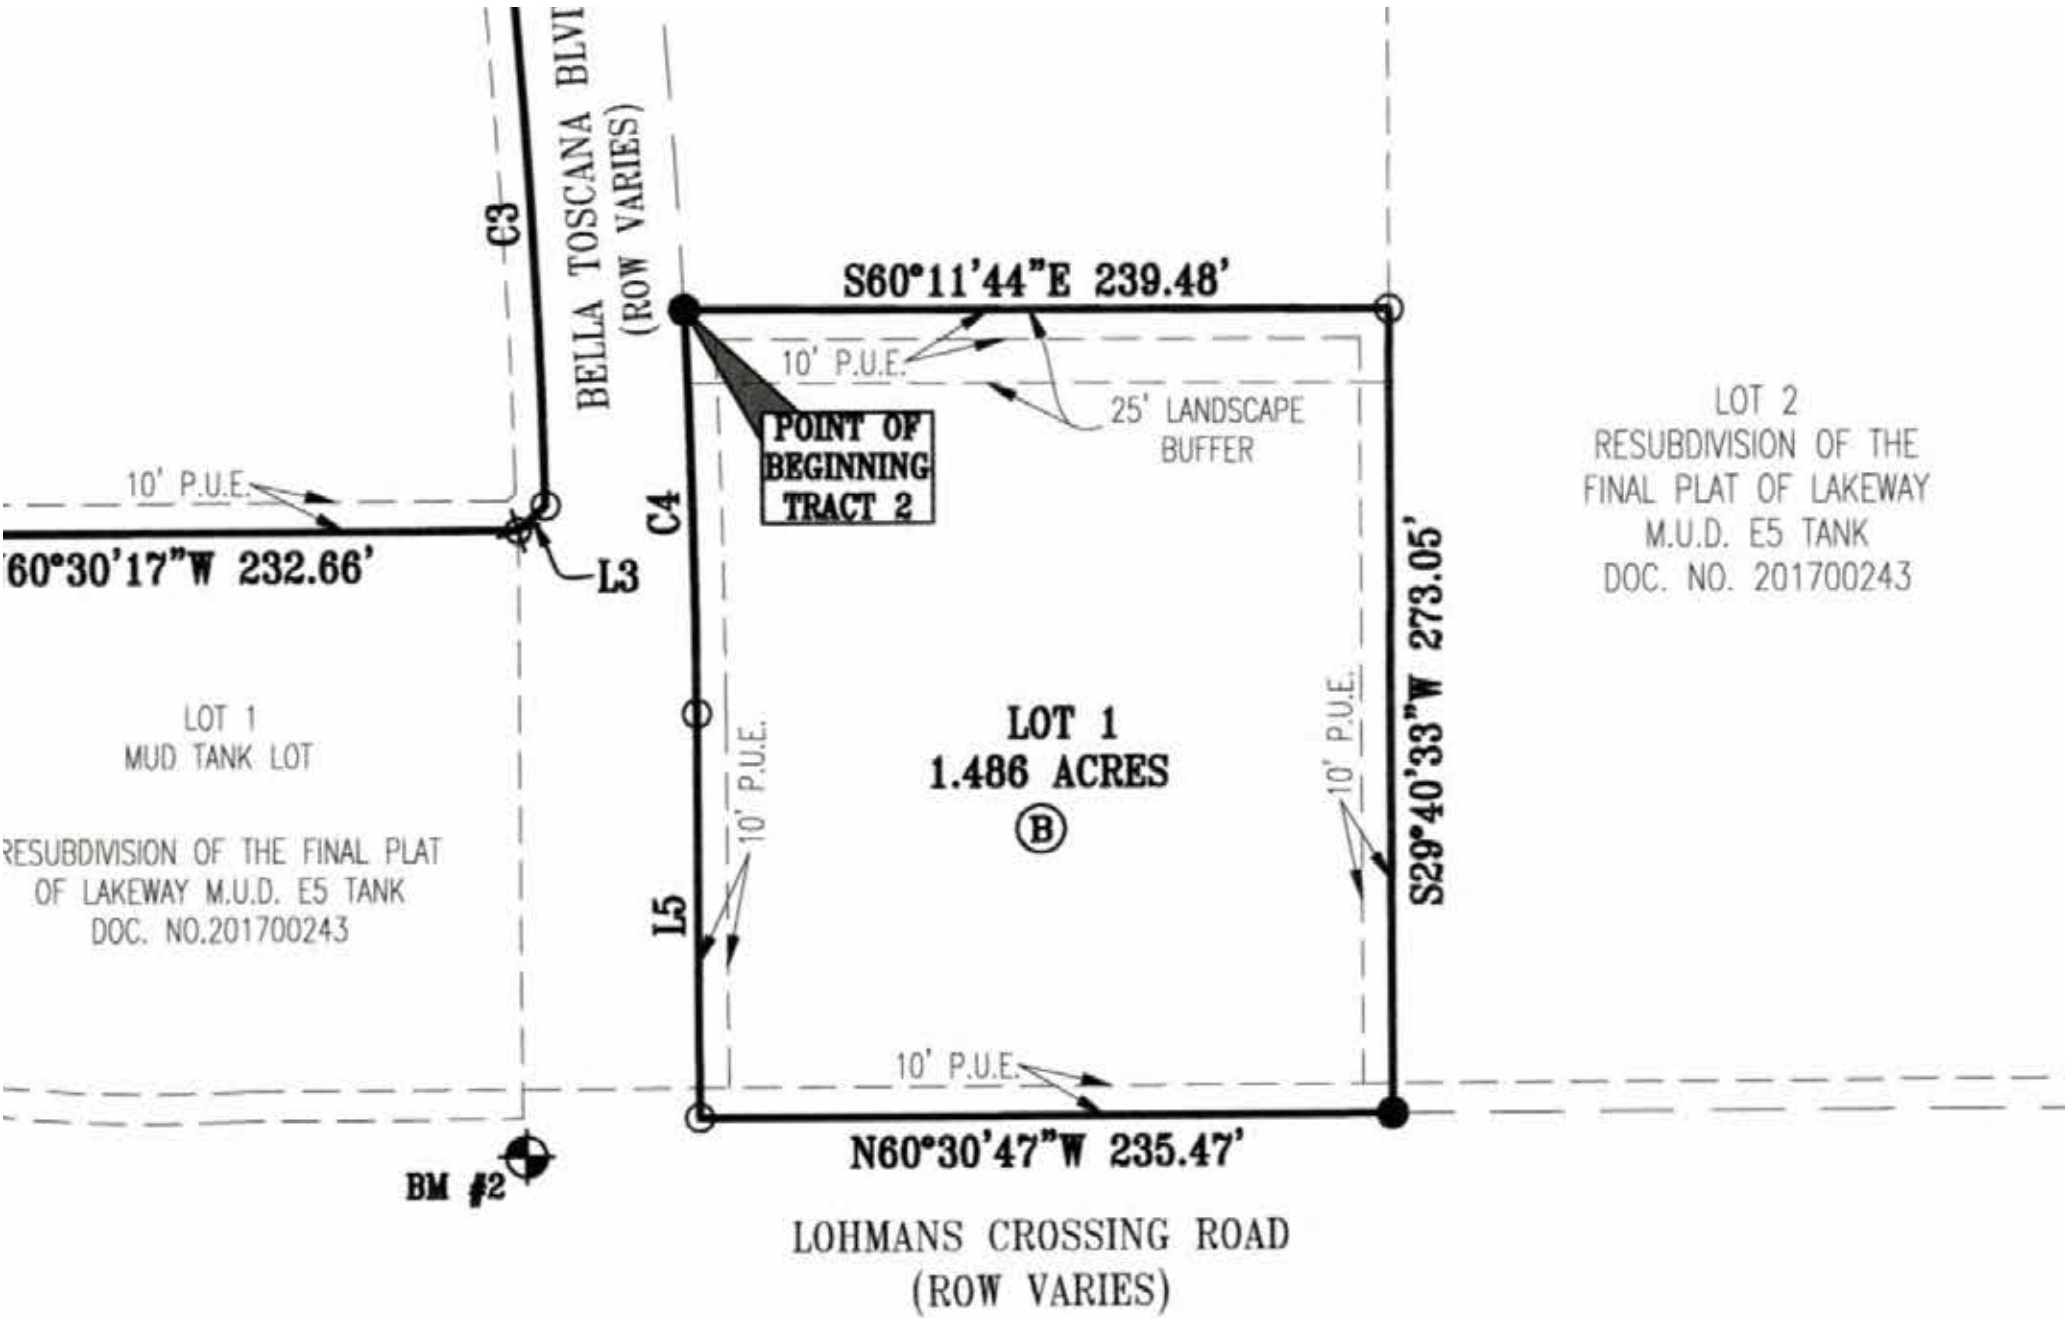 BELLA TOSCANA BLV
(ROW VARIES)
C3
S60°11'44"E 239.48'
10' P.U.E.
25' LANDSCAPE
BUFFER
POINT OF
BEGINNING
TRACT 2
C4
10' P.U.E.
60°30'17"W 232.66'
L3
LOT 2
RESUBDIVISION OF THE
FINAL PLAT OF LAKEWAY
M.U.D. E5 TANK
DOC. NO. 201700243
S29°40'33"W 273.05'
10' P.U.E.
LOT 1
1.486 ACRES
B
10' P.U.E.
L5
LOT 1
MUD TANK LOT
RESUBDIVISION OF THE FINAL PLAT
OF LAKEWAY M.U.D. E5 TANK
DOC. NO.201700243
10' P.U.E.
N60°30'47"W 235.47'
BM #2
LOHMANS CROSSING ROAD
(ROW VARIES)